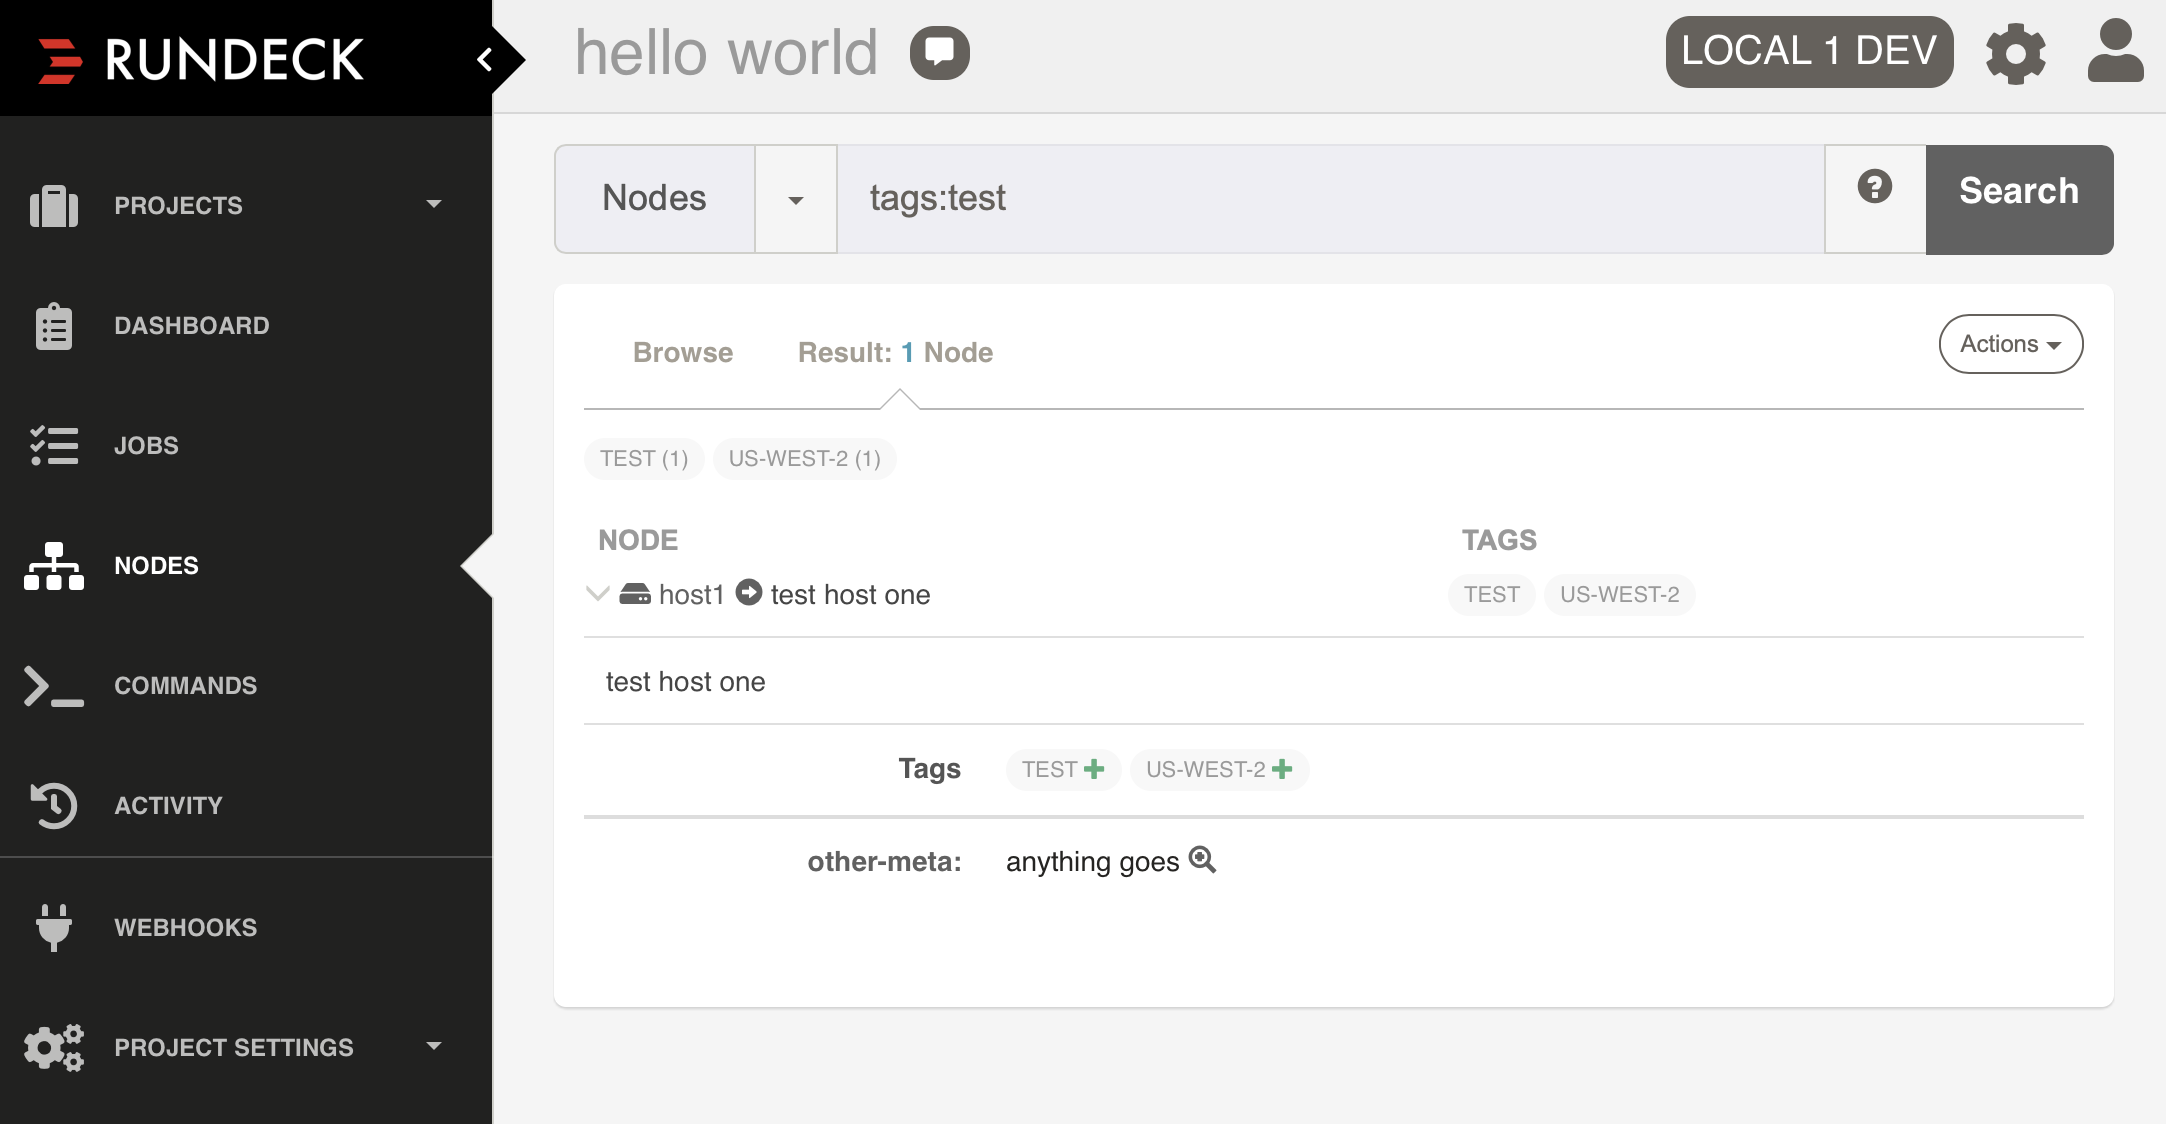 RUNDECK
hello world
LOCAL 1 DEV
PROJECTS
DASHBOARD
JOBS
NODES
COMMANDS
ACTIVITY
WEBHOOKS
PROJECT SETTINGS
Nodes
tags:test
?
Search
Browse
Result: 1 Node
Actions
TEST (1)
US-WEST-2 (1)
NODE
TAGS
host1 test host one
TEST
US-WEST-2
test host one
Tags
TEST
US-WEST-2
other-meta:
anything goes